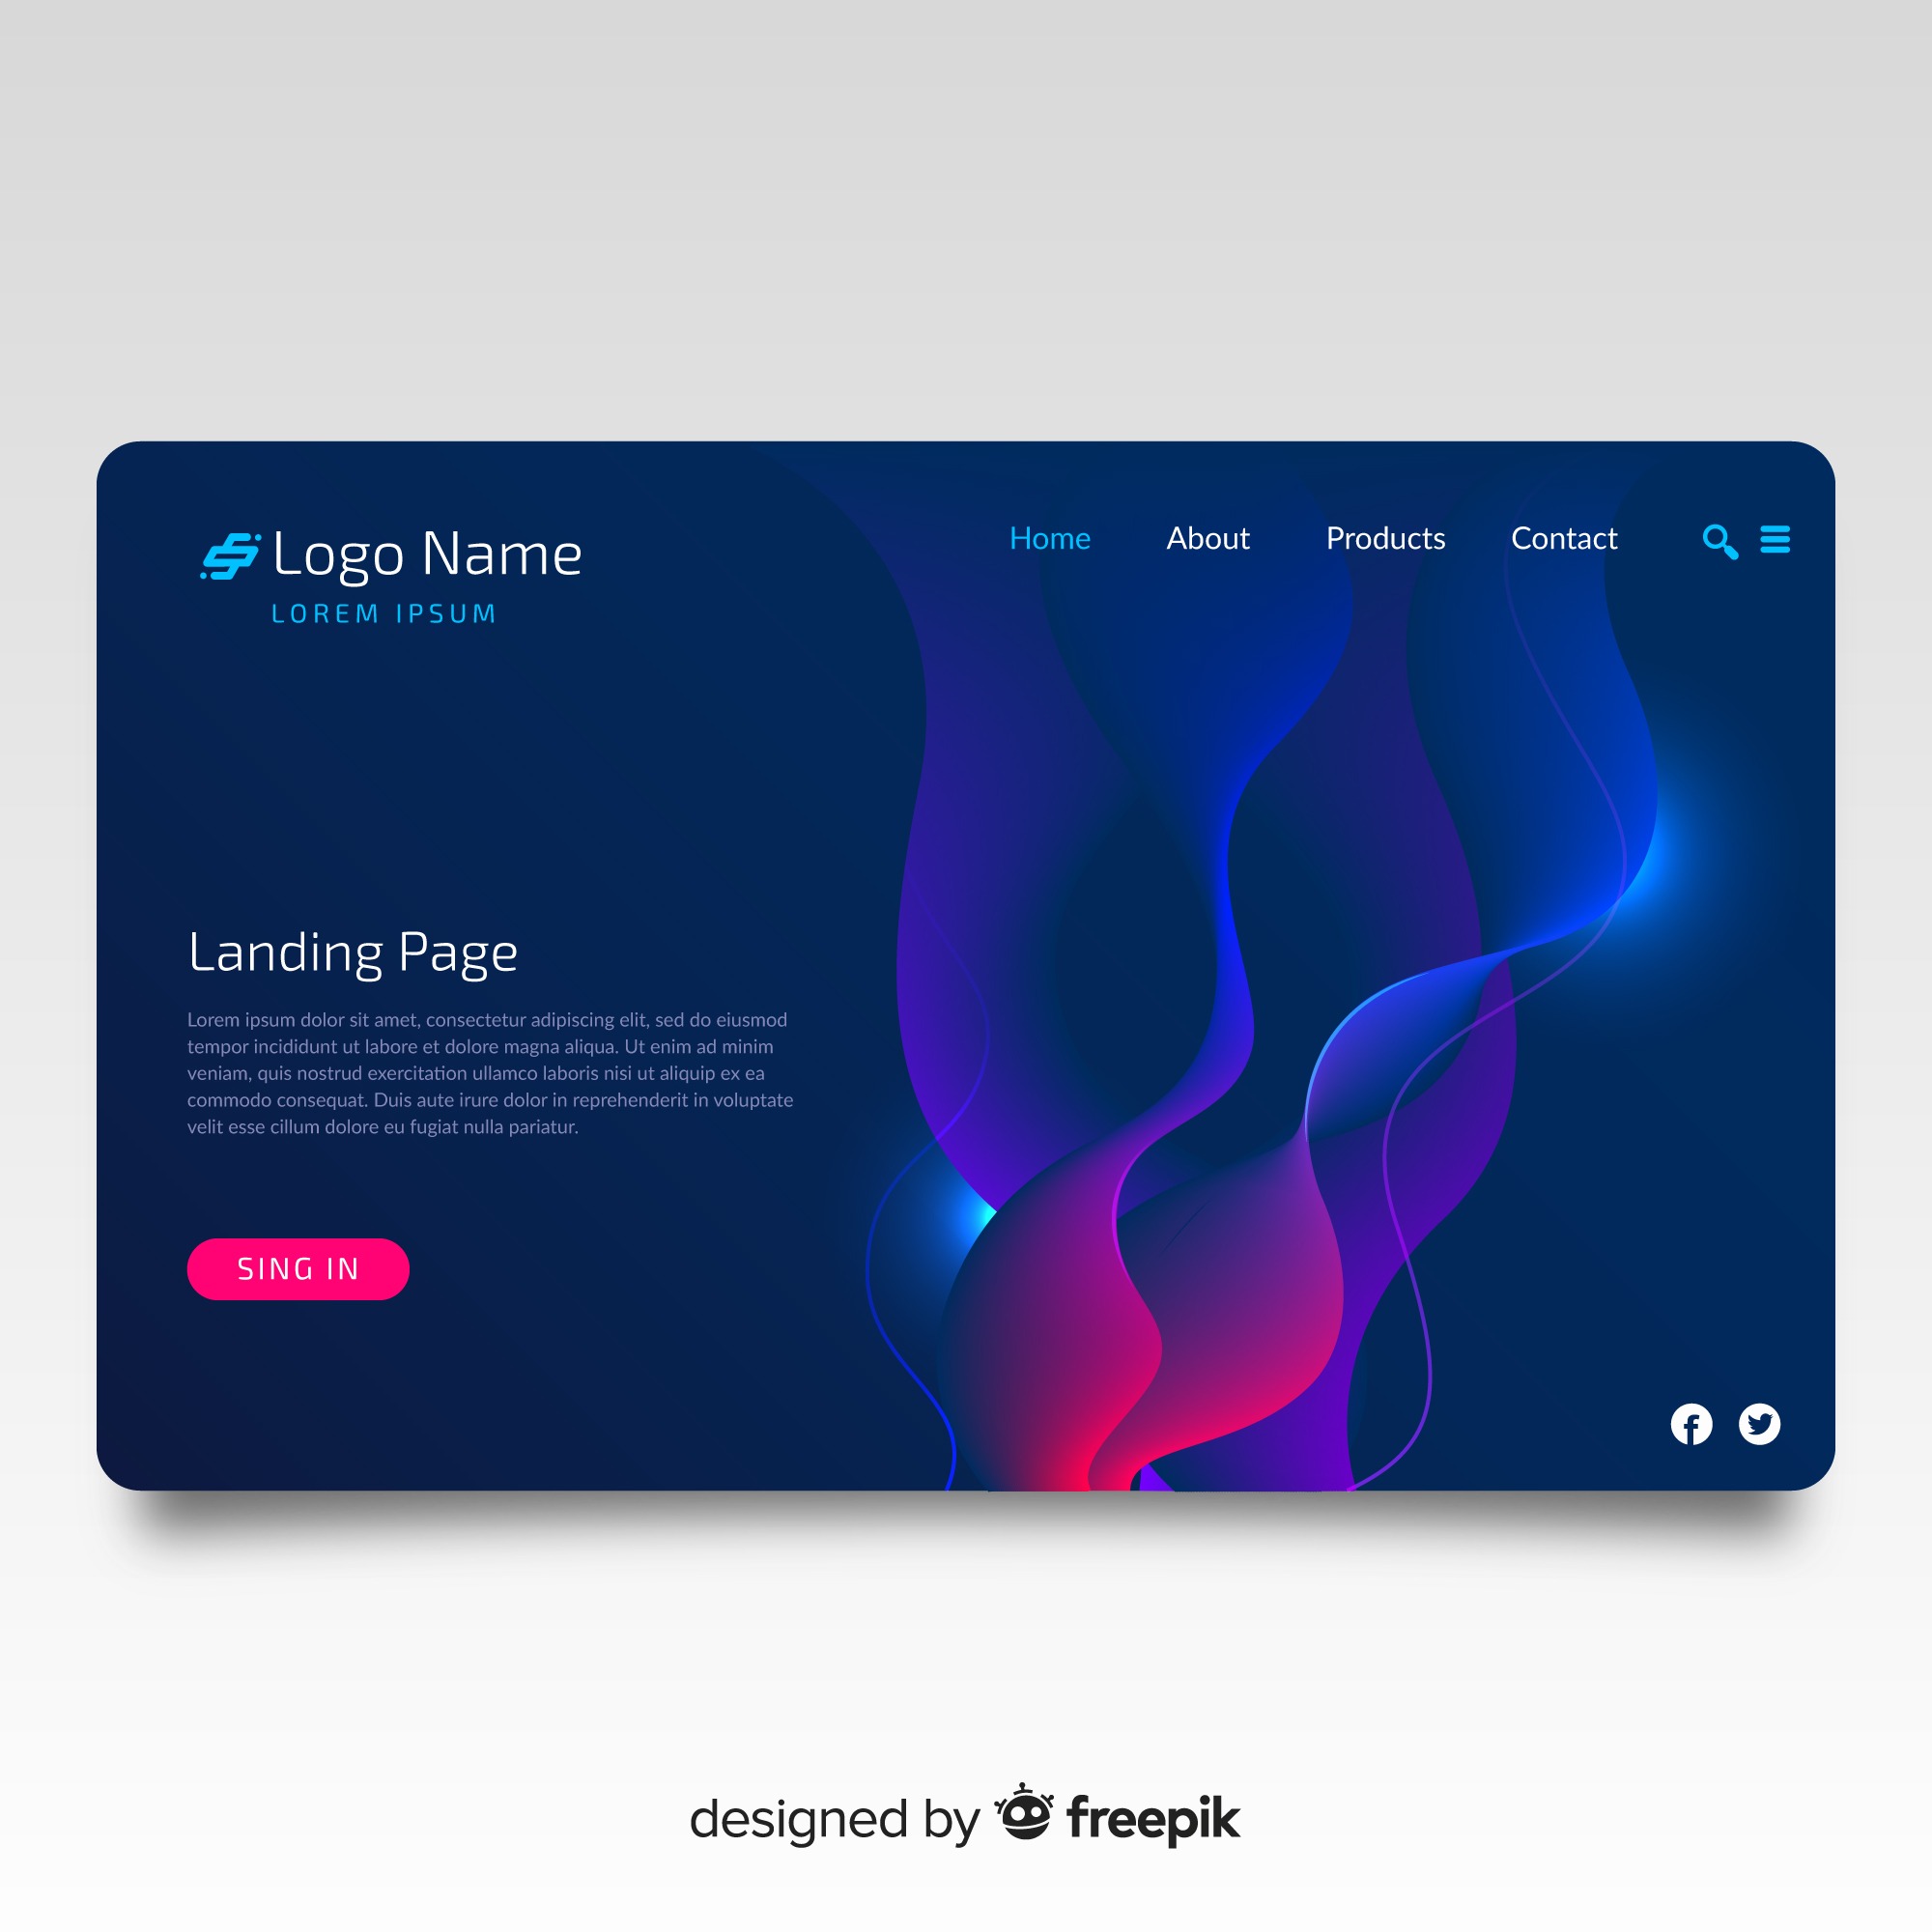 Logo Name
LOREM IPSUM
Home About Products Contact
Landing Page
Lorem ipsum dolor sit amet, consectetur adipiscing elit, sed do eiusmod
tempor incididunt ut labore et dolore magna aliqua. Ut enim ad minim
veniam, quis nostrud exercitation ullamco laboris nisi ut aliquip ex ea
commodo consequat. Duis aute irure dolor in reprehenderit in voluptate
velit esse cillum dolore eu fugiat nulla pariatur.
SING IN
designed by freepik